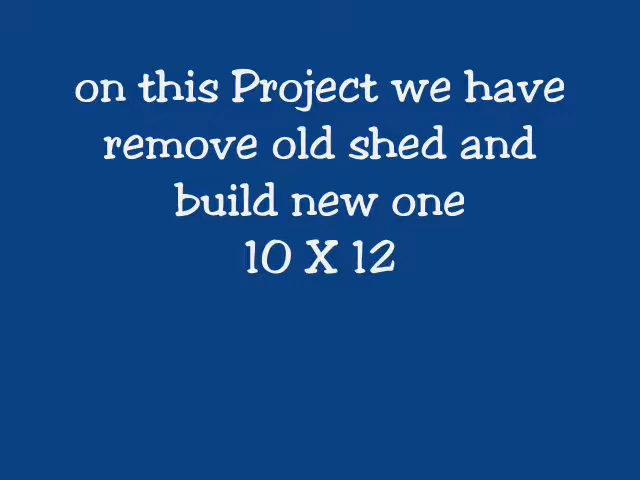 on this Project we have
remove old shed and
build new one
10 X 12